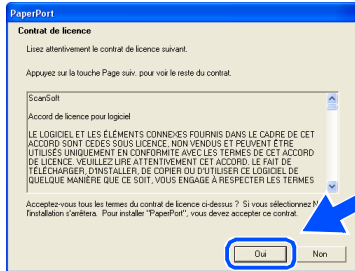 PaperPort
Contrat de licence
Lisez attentivement le contrat de licence suivant.
Appuyez sur la touche Page suiv. pour voir le reste du contrat.
ScanSoft
Accord de licence pour logiciel
LE LOGICIEL ET LES ÉLÉMENTS CONNEXES FOURNIS DANS LE CADRE DE CET
ACCORD SONT CEDES SOUS LICENCE, NON VENDUS ET PEUVENT ÊTRE
UTILISÉS UNIQUEMENT EN CONFORMITE AVEC LES TERMES DE CET ACCORD
DE LICENCE. VEUILLEZ LIRE ATTENTIVEMENT CET ACCORD. LE FAIT DE
TÉLÉCHARGER, D'INSTALLER, DE COPIER OU D'UTILISER CE LOGICIEL DE
QUELQUE MANIÈRE QUE CE SOIT, VOUS ENGAGE À RESPECTER LES TERMES
Acceptez-vous tous les termes du contrat de licence ci-dessus ? Si vous sélectionnez N
l'installation s'arrêtera. Pour installer "PaperPort", vous devez accepter ce contrat.
Oui
Non